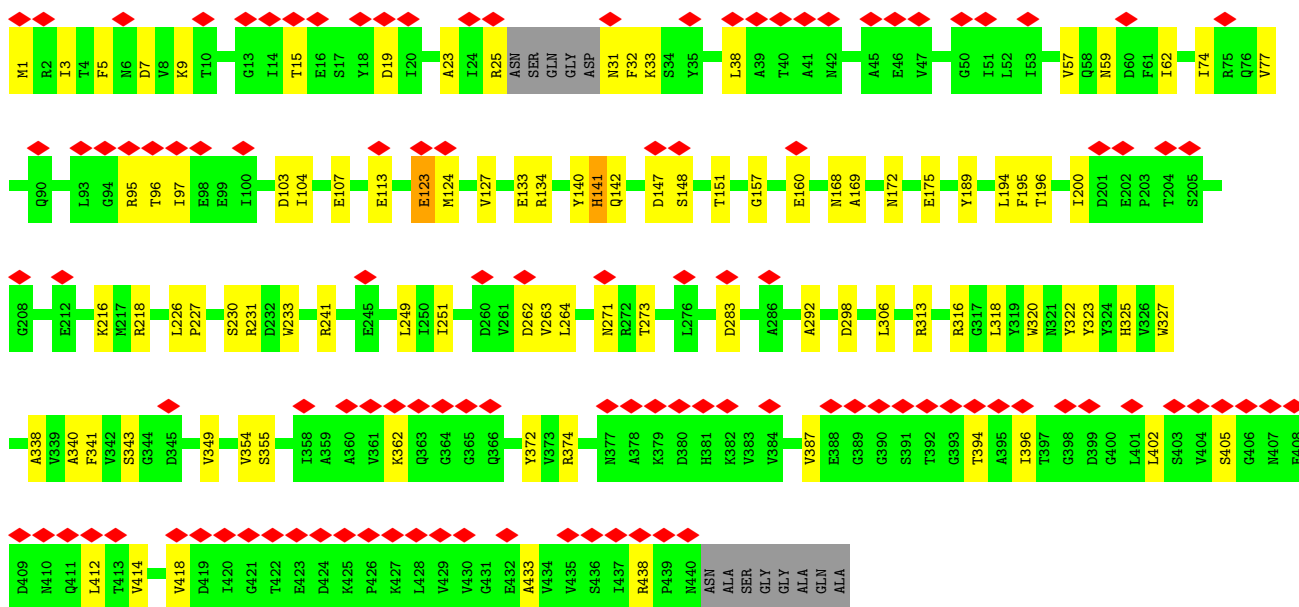 M1 R2 I3 T4 F5 N6 D7 V8 K9 T10 G13 I14 T15 E16 S17 Y18 D19 I20 A23 I24 R25 ASN SER GLN GLY ASP N31 F32 K33 S34 Y35 L38 A39 T40 A41 N42 A45 E46 V47 G50 I51 L52 I53 V57 Q58 N59 D60 F61 I62 I74 R75 Q76 V77
Q90 L93 G94 R95 T96 I97 E98 E99 I100 D103 I104 E107 E113 E123 M124 V127 E133 R134 Y140 H141 Q142 D147 S148 T151 G157 E160 N168 A169 N172 E175 Y189 L194 F195 T196 I200 D201 E202 P203 T204 S205
G208 E212 K216 M217 R218 L226 P227 S230 R231 D232 W233 R241 E245 L249 I250 I251 D260 V261 D262 V263 L264 N271 R272 T273 L276 D283 A286 A292 D298 L306 R313 R316 G317 L318 Y319 W320 N321 Y322 Y323 Y324 H325 V326 W327
A338 V339 A340 F341 V342 S343 G344 D345 V349 V354 S355 I358 A359 A360 V361 K362 Q363 G364 G365 Q366 Y372 V373 R374 N377 A378 K379 D380 H381 K382 V383 V384 V387 E388 G389 G390 S391 T392 G393 T394 A395 I396 T397 G398 D399 G400 L401 L402 S403 V404 S405 G406 N407
D409 N410 Q411 L412 T413 V414 V418 D419 I420 G421 T422 E423 D424 K425 P426 K427 L428 V429 V430 G431 E432 A433 V434 V435 S436 I437 R438 P439 N440 ASN ALA SER GLY GLY ALA GLN ALA